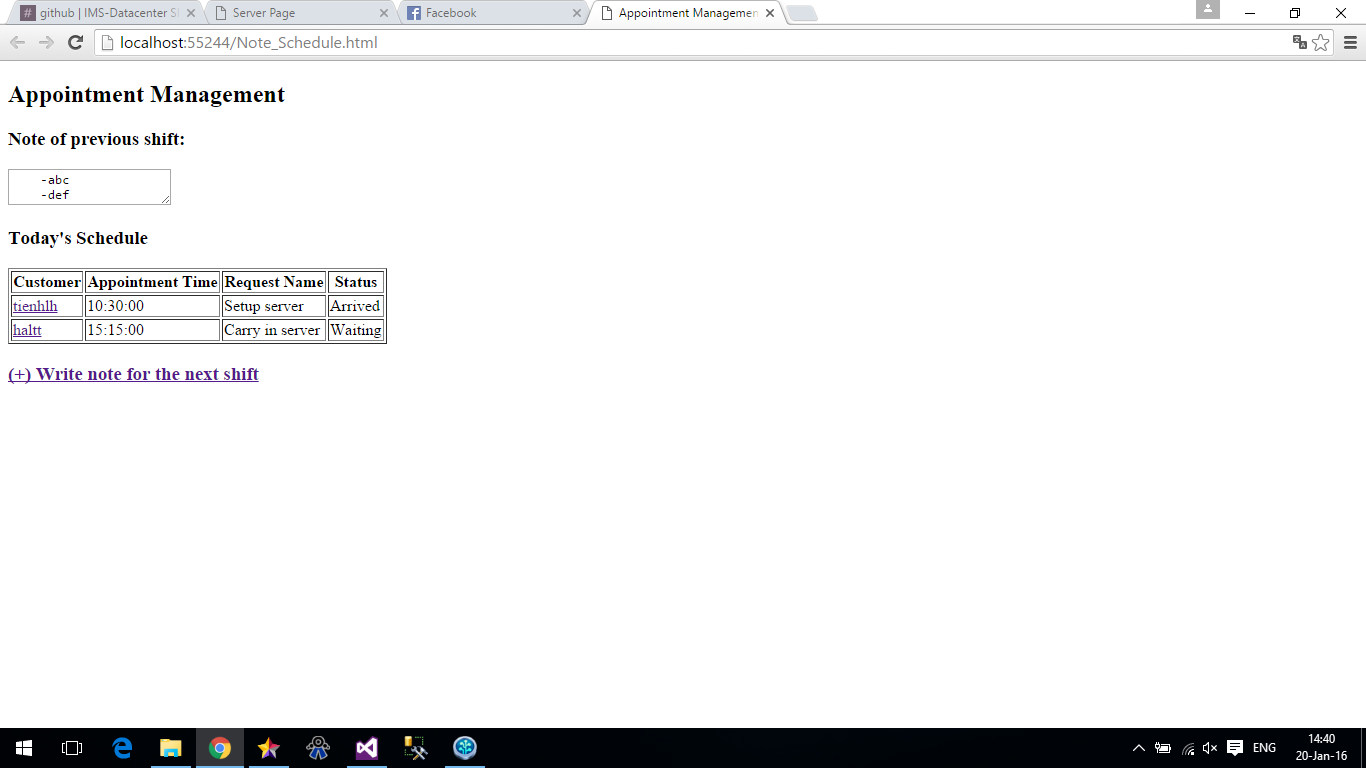 github | IMS-Datacenter Sl
Server Page
Facebook
Appointment Managemen
localhost:55244/Note_Schedule.html
Appointment Management
Note of previous shift:
-abc
-def
Today's Schedule
Customer Appointment Time Request Name Status
tienhlh 10:30:00 Setup server Arrived
haltt 15:15:00 Carry in server Waiting
(+) Write note for the next shift
ENG
14:40
20-Jan-16